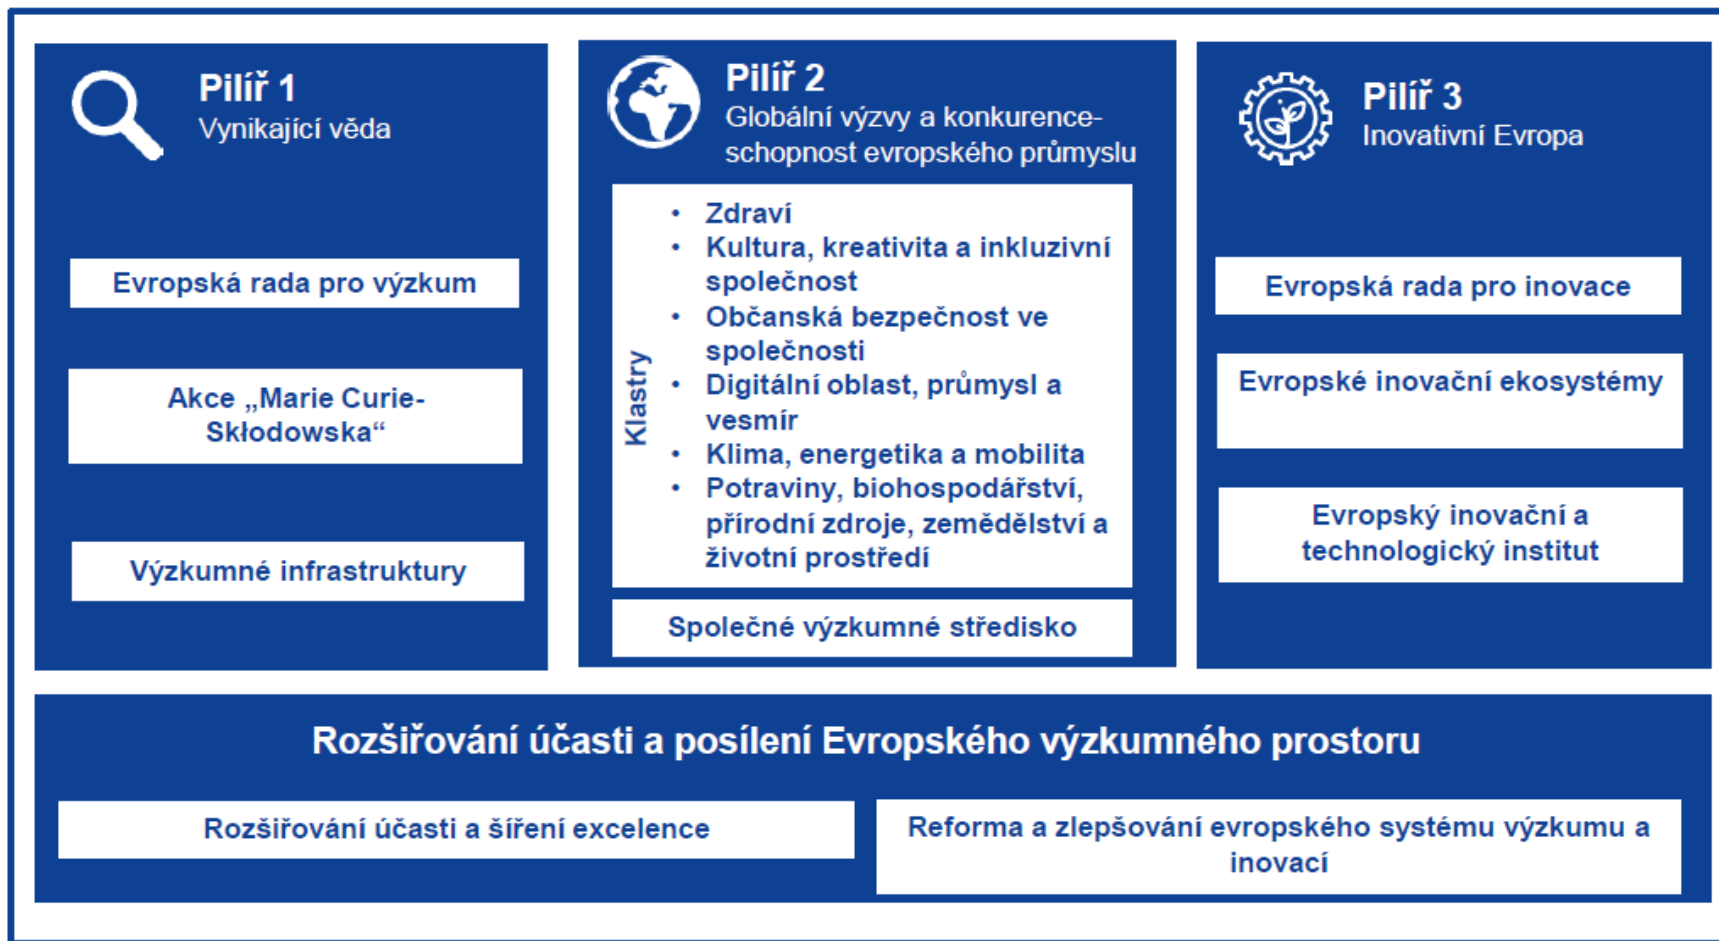 Pilíř 1
Vynikající věda
Evropská rada pro výzkum
Akce „Marie Curie-
Skłodowska“
Výzkumné infrastruktury
Pilíř 2
Globální výzvy a konkurence-
schopnost evropského průmyslu
Klastry
• Zdraví
• Kultura, kreativita a inkluzivní
společnost
• Občanská bezpečnost ve
společnosti
• Digitální oblast, průmysl a
vesmír
• Klima, energetika a mobilita
• Potraviny, biohospodářství,
přírodní zdroje, zemědělství a
životní prostředí
Společné výzkumné středisko
Pilíř 3
Inovativní Evropa
Evropská rada pro inovace
Evropské inovační ekosystémy
Evropský inovační a
technologický institut
Rozšiřování účasti a posílení Evropského výzkumného prostoru
Rozšiřování účasti a šíření excelence
Reforma a zlepšování evropského systému výzkumu a
inovací